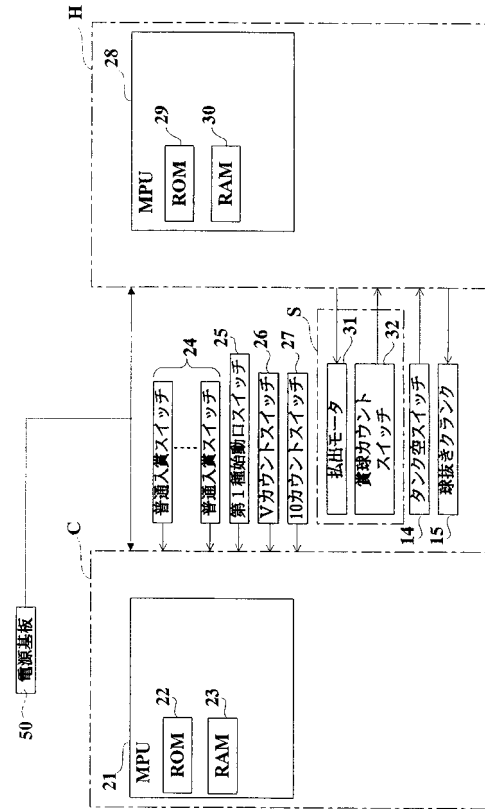 50
電源基板
C
H
21
MPU
22
ROM
23
RAM
普通入賞スイッチ
24
普通入賞スイッチ
第1種始動口スイッチ
25
Vカウントスイッチ
26
10カウントスイッチ
27
S
払出モータ
31
賞球カウント
スイッチ
32
タンク空スイッチ
14
球抜きクランク
15
28
MPU
29
ROM
30
RAM